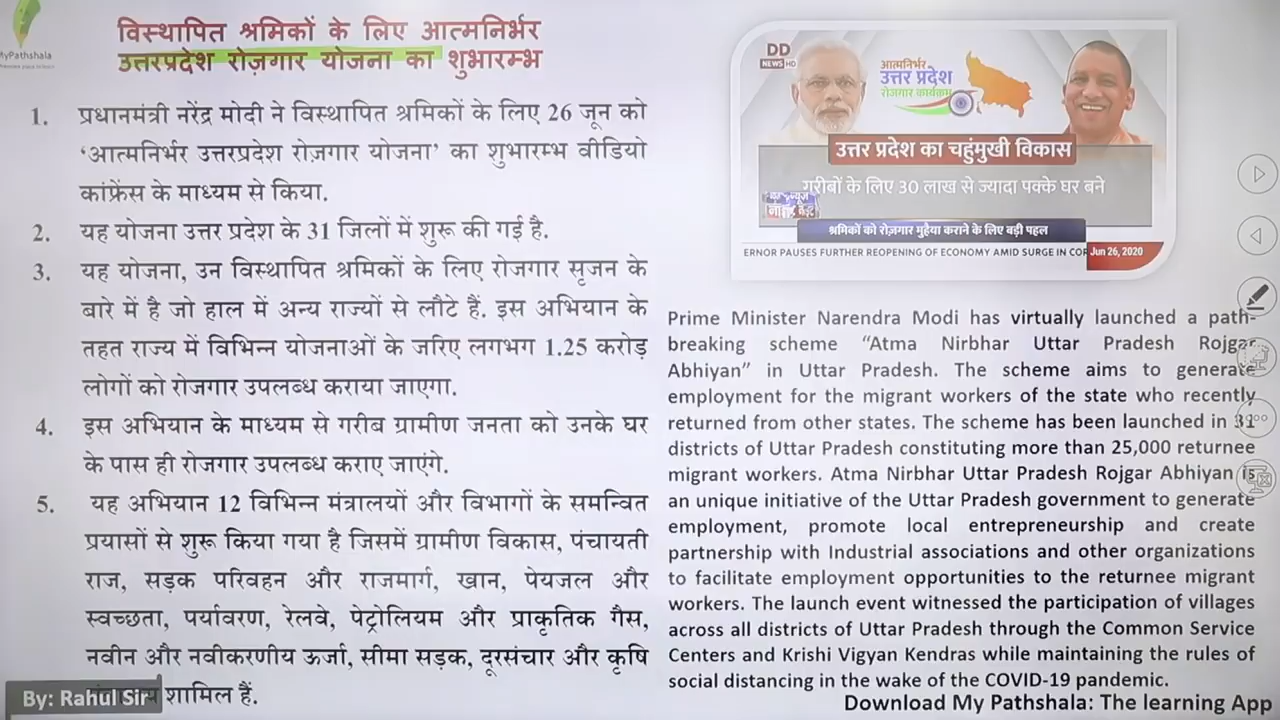 MyPathshala
विस्थापित श्रमिकों के लिए आत्मनिर्भर
उत्तरप्रदेश रोज़गार योजना का शुभारम्भ
1. प्रधानमंत्री नरेंद्र मोदी ने विस्थापित श्रमिकों के लिए 26 जून को
‘आत्मनिर्भर उत्तरप्रदेश रोज़गार योजना’ का शुभारम्भ वीडियो
कांफ्रेंस के माध्यम से किया.
2. यह योजना उत्तर प्रदेश के 31 जिलों में शुरू की गई है.
3. यह योजना, उन विस्थापित श्रमिकों के लिए रोजगार सृजन के
बारे में है जो हाल में अन्य राज्यों से लौटे हैं. इस अभियान के
तहत राज्य में विभिन्न योजनाओं के जरिए लगभग 1.25 करोड़
लोगों को रोजगार उपलब्ध कराया जाएगा.
4. इस अभियान के माध्यम से गरीब ग्रामीण जनता को उनके घर
के पास ही रोजगार उपलब्ध कराए जाएंगे.
5. यह अभियान 12 विभिन्न मंत्रालयों और विभागों के समन्वित
प्रयासों से शुरू किया गया है जिसमें ग्रामीण विकास, पंचायती
राज, सड़क परिवहन और राजमार्ग, खान, पेयजल और
स्वच्छता, पर्यावरण, रेलवे, पेट्रोलियम और प्राकृतिक गैस,
नवीन और नवीकरणीय ऊर्जा, सीमा सड़क, दूरसंचार और कृषि
शामिल हैं.
By: Rahul Sir
DD
NEWS HD
आत्मनिर्भर
उत्तर प्रदेश
रोजगार कार्यक्रम
उत्तर प्रदेश का चहुंमुखी विकास
गरीबों के लिए 30 लाख से ज्यादा पक्के घर बने
श्रमिकों को रोज़गार मुहैया कराने के लिए बड़ी पहल
ERNOR PAUSES FURTHER REOPENING OF ECONOMY AMID SURGE IN COR
Jun 26, 2020
Prime Minister Narendra Modi has virtually launched a path-
breaking scheme “Atma Nirbhar Uttar Pradesh Rojgar
Abhiyan” in Uttar Pradesh. The scheme aims to generate
employment for the migrant workers of the state who recently
returned from other states. The scheme has been launched in 31
districts of Uttar Pradesh constituting more than 25,000 returnee
migrant workers. Atma Nirbhar Uttar Pradesh Rojgar Abhiyan is
an unique initiative of the Uttar Pradesh government to generate
employment, promote local entrepreneurship and create
partnership with Industrial associations and other organizations
to facilitate employment opportunities to the returnee migrant
workers. The launch event witnessed the participation of villages
across all districts of Uttar Pradesh through the Common Service
Centers and Krishi Vigyan Kendras while maintaining the rules of
social distancing in the wake of the COVID-19 pandemic.
Download My Pathshala: The learning App